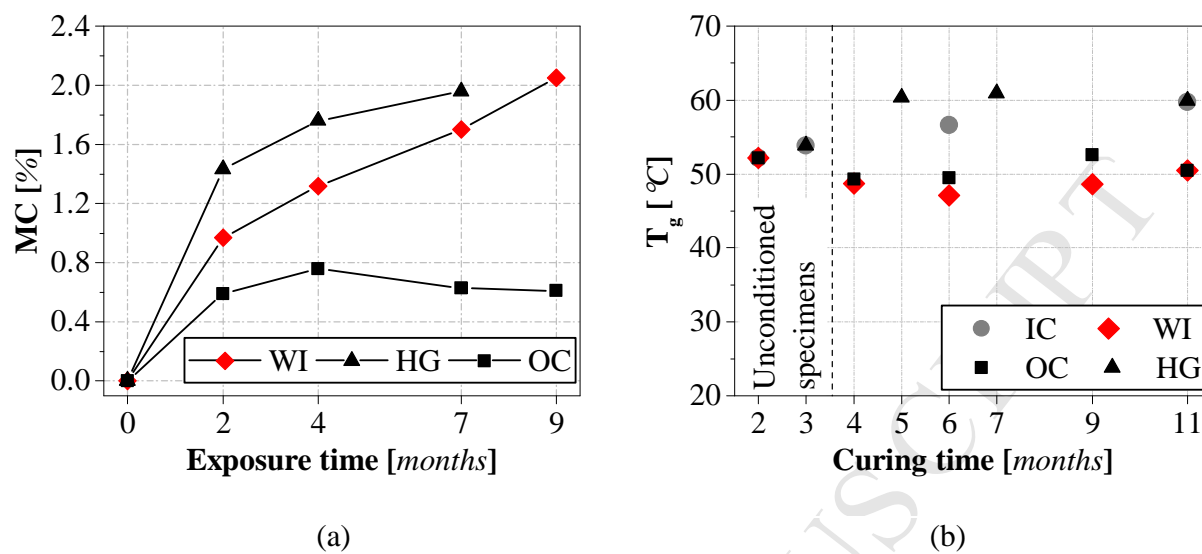 2.4
2.0
1.6
1.2
0.8
0.4
0.0
MC [%]
WI HG OC
0 2 4 7 9
Exposure time [months]
(a)
70
60
50
40
30
20
Tg [°C]
Unconditioned
specimens
IC WI
OC HG
2 3 4 5 6 7 9 11
Curing time [months]
(b)
USCRIPT